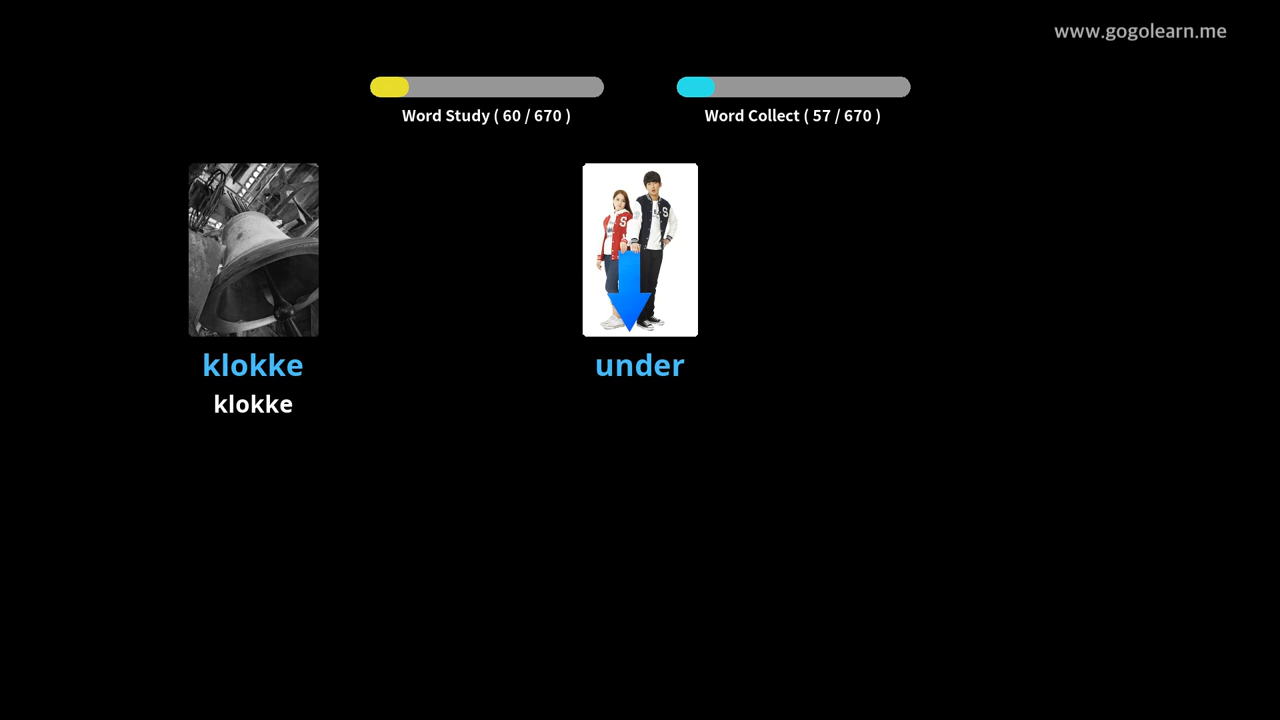 www.gogolearn.me
Word Study ( 60 / 670 )
Word Collect ( 57 / 670 )
S
S
klokke
under
klokke